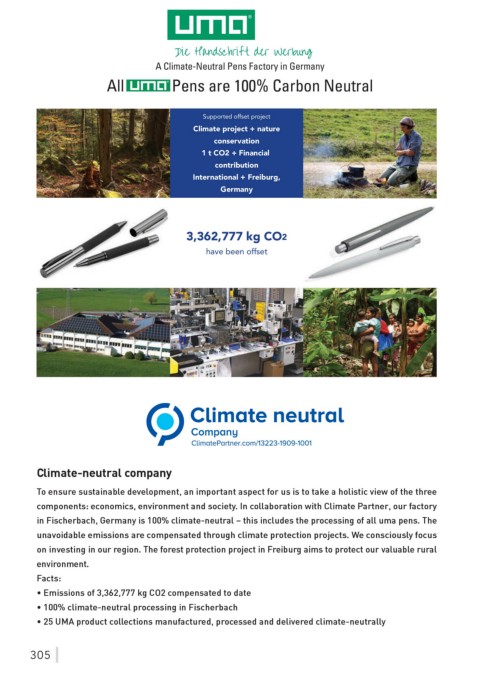 uma®
Die Handschrift der Werbung
A Climate-Neutral Pens Factory in Germany
All uma Pens are 100% Carbon Neutral
Supported offset project
Climate project + nature
conservation
1 t CO2 + Financial
contribution
International + Freiburg,
Germany
3,362,777 kg CO2
have been offset
Climate neutral
Company
ClimatePartner.com/13223-1909-1001
Climate-neutral company
To ensure sustainable development, an important aspect for us is to take a holistic view of the three
components: economics, environment and society. In collaboration with Climate Partner, our factory
in Fischerbach, Germany is 100% climate-neutral – this includes the processing of all uma pens. The
unavoidable emissions are compensated through climate protection projects. We consciously focus
on investing in our region. The forest protection project in Freiburg aims to protect our valuable rural
environment.
Facts:
• Emissions of 3,362,777 kg CO2 compensated to date
• 100% climate-neutral processing in Fischerbach
• 25 UMA product collections manufactured, processed and delivered climate-neutrally
305